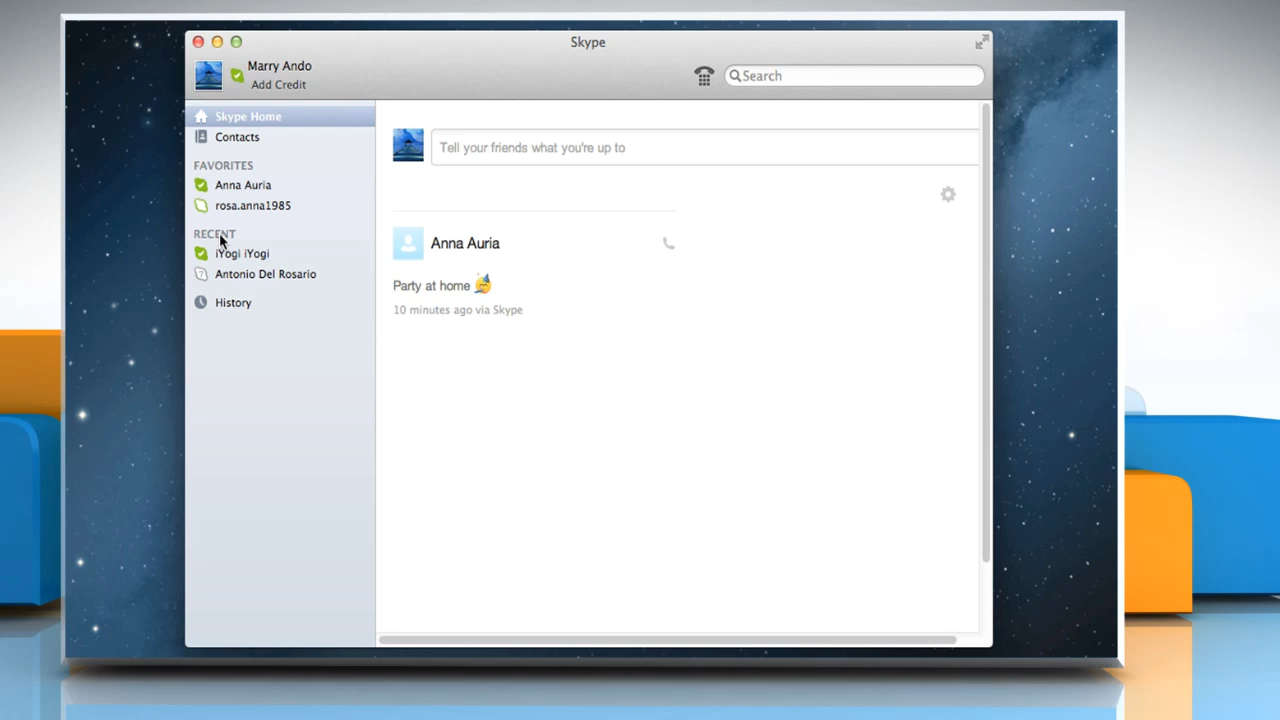 Skype
Marry Ando
Add Credit
Search
Skype Home
Contacts
FAVORITES
Anna Auria
rosa.anna1985
RECENT
iYogi iYogi
Antonio Del Rosario
History
Tell your friends what you're up to
Anna Auria
Party at home
10 minutes ago via Skype